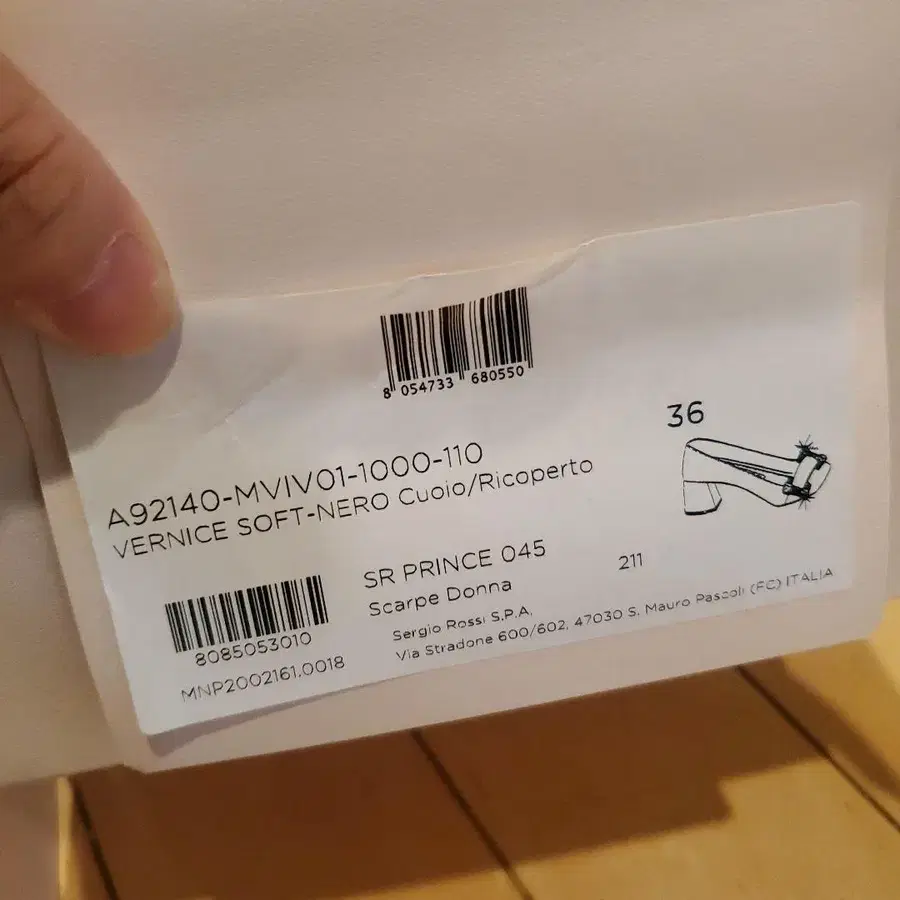 8 054733 680550
36
A92140-MVIV01-1000-110
VERNICE SOFT-NERO Cuoio/Ricoperto
SR PRINCE 045
Scarpe Donna
211
8085053010
MNP2002161.0018
Sergio Rossi S.P.A,
Via Stradone 600/602, 47030 S. Mauro Pascoli (FC) ITALIA